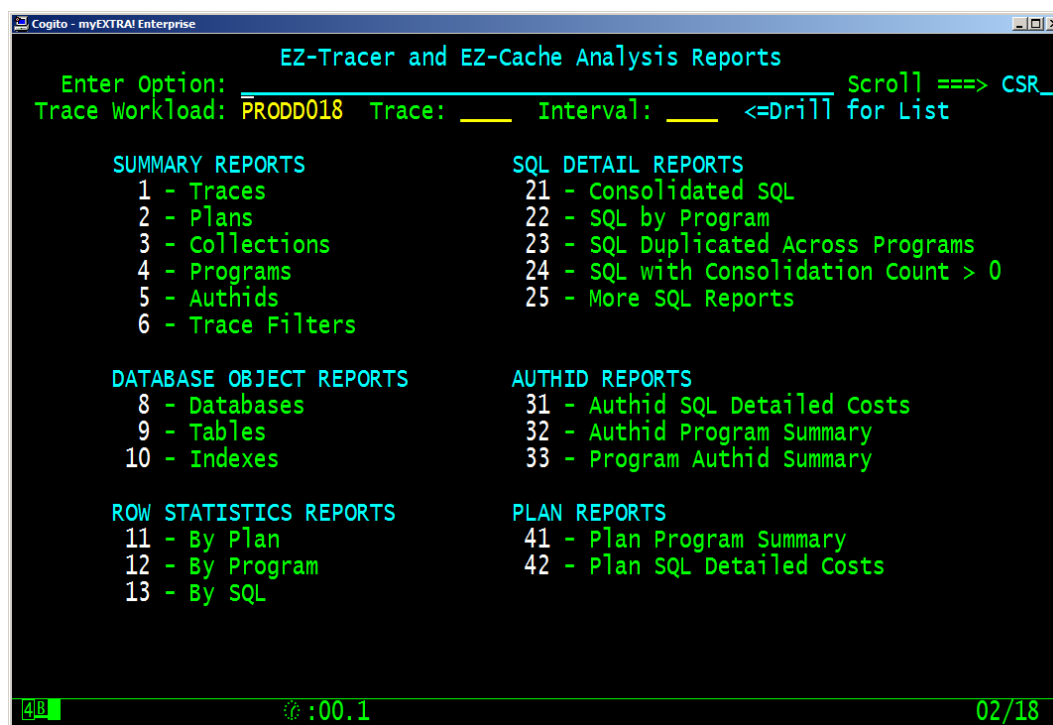 Cogito - myEXTRA! Enterprise
EZ-Tracer and EZ-Cache Analysis Reports
Enter Option: Scroll ===> CSR
Trace Workload: PRODD018 Trace: ____ Interval: ____ <=Drill for List
SUMMARY REPORTS
1 - Traces
2 - Plans
3 - Collections
4 - Programs
5 - Authids
6 - Trace Filters
SQL DETAIL REPORTS
21 - Consolidated SQL
22 - SQL by Program
23 - SQL Duplicated Across Programs
24 - SQL with Consolidation Count > 0
25 - More SQL Reports
DATABASE OBJECT REPORTS
8 - Databases
9 - Tables
10 - Indexes
AUTHID REPORTS
31 - Authid SQL Detailed Costs
32 - Authid Program Summary
33 - Program Authid Summary
ROW STATISTICS REPORTS
11 - By Plan
12 - By Program
13 - By SQL
PLAN REPORTS
41 - Plan Program Summary
42 - Plan SQL Detailed Costs
4B :00.1 02/18